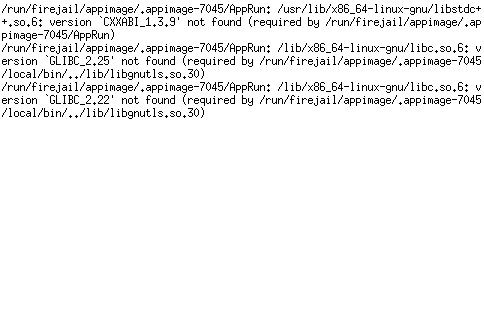 /run/firejail/appimage/.appimage-7045/AppRun: /usr/lib/x86_64-linux-gnu/libstdc+
+.so.6: version `CXXABI_1.3.9' not found (required by /run/firejail/appimage/.ap
pimage-7045/AppRun)
/run/firejail/appimage/.appimage-7045/AppRun: /lib/x86_64-linux-gnu/libc.so.6: v
ersion `GLIBC_2.25' not found (required by /run/firejail/appimage/.appimage-7045
/local/bin/../lib/libgnutls.so.30)
/run/firejail/appimage/.appimage-7045/AppRun: /lib/x86_64-linux-gnu/libc.so.6: v
ersion `GLIBC_2.22' not found (required by /run/firejail/appimage/.appimage-7045
/local/bin/../lib/libgnutls.so.30)